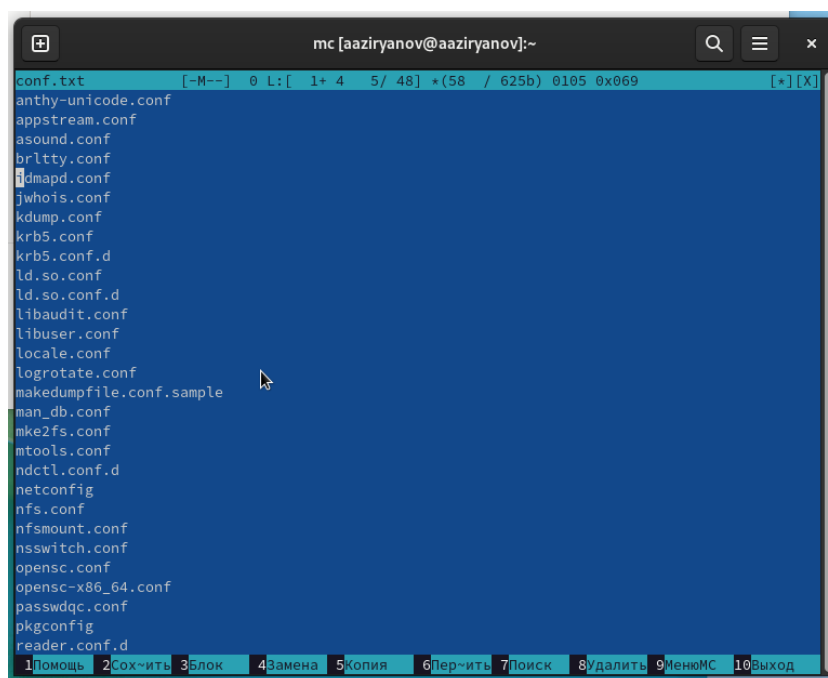 mc [aaziryanov@aaziryanov]:~
conf.txt [-M--] 0 L:[ 1+ 4 5/ 48] *(58 / 625b) 0105 0x069 [*][X]
anthy-unicode.conf
appstream.conf
asound.conf
brltty.conf
idmapd.conf
jwhois.conf
kdump.conf
krb5.conf
krb5.conf.d
ld.so.conf
ld.so.conf.d
libaudit.conf
libuser.conf
locale.conf
logrotate.conf
makedumpfile.conf.sample
man_db.conf
mke2fs.conf
mtools.conf
ndctl.conf.d
netconfig
nfs.conf
nfsmount.conf
nsswitch.conf
opensc.conf
opensc-x86_64.conf
passwdqc.conf
pkgconfig
reader.conf.d
1Помощь 2Сох~ить 3Блок 4Замена 5Копия 6Пер~ить 7Поиск 8Удалить 9МенюMC 10Выход